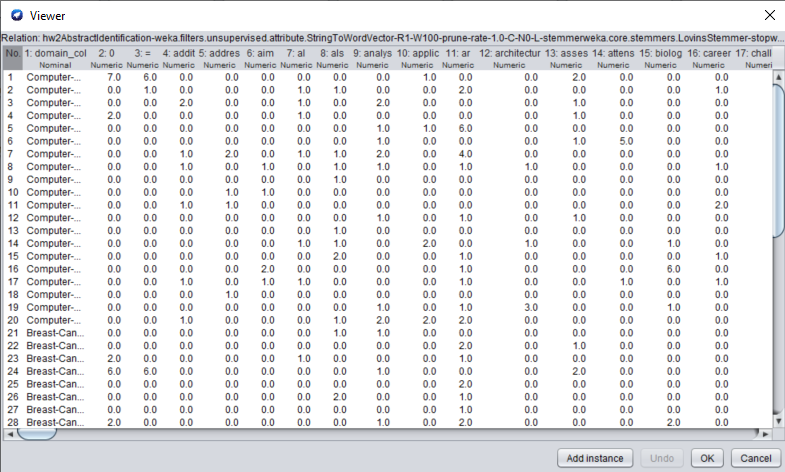 Viewer
Relation: hw2AbstractIdentification-weka.filters.unsupervised.attribute.StringToWordVector-R1-W100-prune-rate-1.0-C-N0-L-stemmerweka.core.stemmers.LovinsStemmer-stopw...
No. 1: domain_col 2: 0 3: = 4: addit 5: addres 6: aim 7: al 8: als 9: analys 10: applic 11: ar 12: architectur 13: asses 14: attens 15: biolog 16: career 17: chall
Nominal Numeric Numeric Numeric Numeric Numeric Numeric Numeric Numeric Numeric Numeric Numeric Numeric Numeric Numeric Numeric Numeri
1 Computer-... 7.0 6.0 0.0 0.0 0.0 0.0 0.0 0.0 1.0 0.0 0.0 2.0 0.0 0.0 0.0
2 Computer-... 0.0 1.0 0.0 0.0 0.0 1.0 1.0 0.0 0.0 2.0 0.0 0.0 0.0 0.0 1.0
3 Computer-... 0.0 0.0 2.0 0.0 0.0 1.0 0.0 2.0 0.0 0.0 0.0 1.0 0.0 0.0 0.0
4 Computer-... 2.0 0.0 0.0 0.0 0.0 1.0 0.0 0.0 0.0 0.0 0.0 1.0 0.0 0.0 0.0
5 Computer-... 0.0 0.0 0.0 0.0 0.0 0.0 0.0 1.0 1.0 6.0 0.0 0.0 0.0 0.0 0.0
6 Computer-... 0.0 0.0 0.0 0.0 0.0 0.0 0.0 1.0 0.0 0.0 0.0 1.0 5.0 0.0 0.0
7 Computer-... 0.0 0.0 1.0 2.0 0.0 1.0 1.0 2.0 0.0 4.0 0.0 0.0 0.0 0.0 0.0
8 Computer-... 0.0 0.0 1.0 0.0 1.0 0.0 1.0 1.0 0.0 1.0 1.0 0.0 0.0 0.0 1.0
9 Computer-... 0.0 0.0 0.0 0.0 0.0 0.0 1.0 0.0 0.0 0.0 0.0 0.0 0.0 0.0 0.0
10 Computer-... 0.0 0.0 0.0 1.0 1.0 0.0 0.0 0.0 0.0 0.0 0.0 0.0 0.0 0.0 0.0
11 Computer-... 0.0 0.0 1.0 1.0 0.0 0.0 0.0 0.0 0.0 0.0 0.0 0.0 0.0 0.0 2.0
12 Computer-... 0.0 0.0 0.0 0.0 0.0 0.0 0.0 1.0 0.0 1.0 0.0 1.0 0.0 0.0 0.0
13 Computer-... 0.0 0.0 0.0 0.0 0.0 0.0 1.0 0.0 0.0 0.0 0.0 0.0 0.0 0.0 0.0
14 Computer-... 0.0 0.0 0.0 0.0 0.0 1.0 1.0 0.0 2.0 0.0 1.0 0.0 0.0 1.0 0.0
15 Computer-... 0.0 0.0 0.0 0.0 0.0 0.0 2.0 0.0 0.0 1.0 0.0 0.0 0.0 0.0 1.0
16 Computer-... 0.0 0.0 0.0 0.0 2.0 0.0 0.0 0.0 0.0 1.0 0.0 0.0 0.0 6.0 0.0
17 Computer-... 0.0 0.0 1.0 0.0 1.0 1.0 0.0 0.0 0.0 1.0 0.0 0.0 1.0 0.0 1.0
18 Computer-... 0.0 0.0 0.0 1.0 0.0 0.0 0.0 0.0 0.0 0.0 0.0 0.0 0.0 0.0 0.0
19 Computer-... 0.0 0.0 0.0 0.0 0.0 0.0 0.0 1.0 0.0 1.0 3.0 0.0 0.0 1.0 0.0
20 Computer-... 0.0 0.0 1.0 0.0 0.0 0.0 1.0 2.0 2.0 2.0 0.0 0.0 0.0 0.0 0.0
21 Breast-Can... 0.0 0.0 0.0 0.0 0.0 0.0 1.0 1.0 0.0 0.0 0.0 0.0 0.0 0.0 0.0
22 Breast-Can... 0.0 0.0 0.0 0.0 0.0 0.0 0.0 0.0 0.0 2.0 0.0 1.0 0.0 0.0 0.0
23 Breast-Can... 2.0 0.0 0.0 0.0 0.0 1.0 0.0 0.0 0.0 1.0 0.0 0.0 0.0 0.0 0.0
24 Breast-Can... 6.0 6.0 0.0 0.0 0.0 0.0 0.0 1.0 0.0 0.0 0.0 2.0 0.0 0.0 0.0
25 Breast-Can... 0.0 0.0 0.0 0.0 0.0 0.0 0.0 0.0 0.0 2.0 0.0 0.0 0.0 0.0 0.0
26 Breast-Can... 0.0 0.0 0.0 0.0 0.0 0.0 2.0 0.0 0.0 1.0 0.0 0.0 0.0 0.0 0.0
27 Breast-Can... 0.0 0.0 0.0 0.0 0.0 0.0 0.0 0.0 0.0 1.0 0.0 0.0 0.0 0.0 0.0
28 Breast-Can... 2.0 0.0 0.0 0.0 0.0 0.0 0.0 1.0 0.0 2.0 0.0 0.0 0.0 2.0 0.0
Add instance Undo OK Cancel